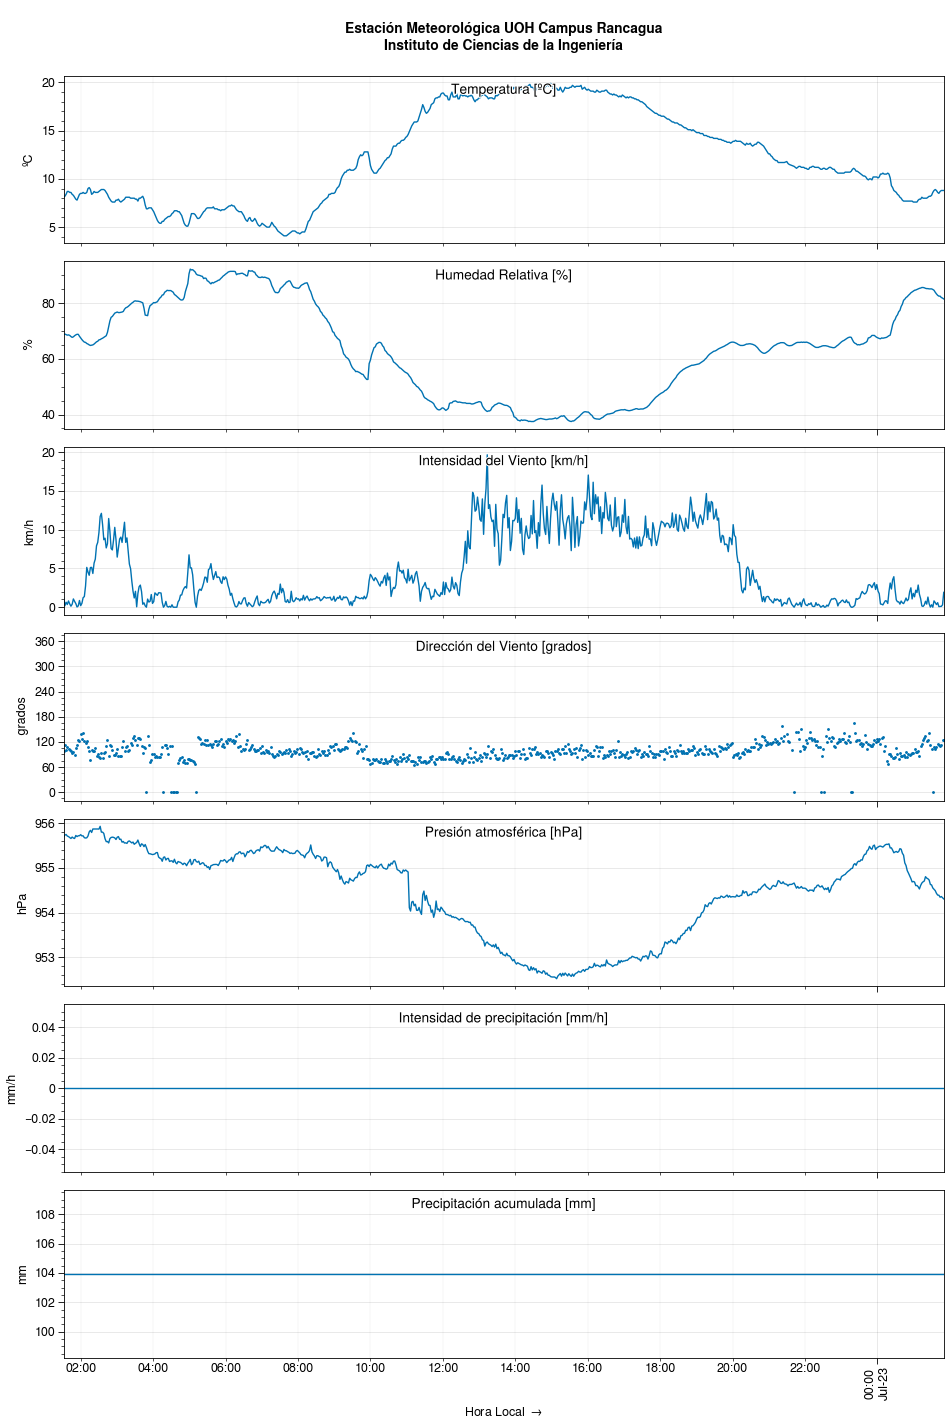 Estación Meteorológica UOH Campus Rancagua
Instituto de Ciencias de la Ingeniería
Temperatura [ºC]
20
15
10
5
ºC
Humedad Relativa [%]
80
60
40
%
Intensidad del Viento [km/h]
20
15
10
5
0
km/h
Dirección del Viento [grados]
360
300
240
180
120
60
0
grados
Presión atmosférica [hPa]
956
955
954
953
hPa
Intensidad de precipitación [mm/h]
0.04
0.02
0
−0.02
−0.04
mm/h
Precipitación acumulada [mm]
108
106
104
102
100
mm
02:00 04:00 06:00 08:00 10:00 12:00 14:00 16:00 18:00 20:00 22:00 00:00
Jul-23
Hora Local →